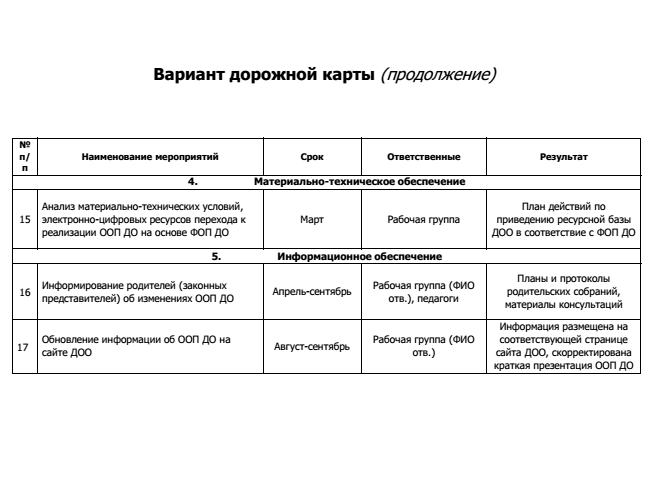 Вариант дорожной карты (продолжение)
№ п/п Наименование мероприятий Срок Ответственные Результат
4. Материально-техническое обеспечение
15
Анализ материально-технических условий,
электронно-цифровых ресурсов перехода к
реализации ООП ДО на основе ФОП ДО
Март
Рабочая группа
План действий по
приведению ресурсной базы
ДОО в соответствие с ФОП ДО
5. Информационное обеспечение
16
Информирование родителей (законных
представителей) об изменениях ООП ДО
Апрель-сентябрь
Рабочая группа (ФИО
отв.), педагоги
Планы и протоколы
родительских собраний,
материалы консультаций
17
Обновление информации об ООП ДО на
сайте ДОО
Август-сентябрь
Рабочая группа (ФИО
отв.)
Информация размещена на
соответствующей странице
сайта ДОО, скорректирована
краткая презентация ООП ДО